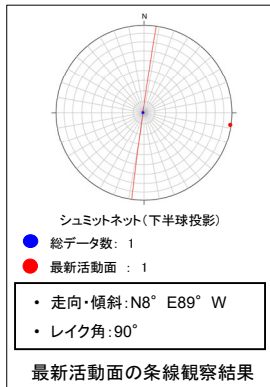 N
シュミットネット(下半球投影)
総データ数: 1
最新活動面 : 1
• 走向・傾斜:N8° E89° W
• レイク角:90°
最新活動面の条線観察結果